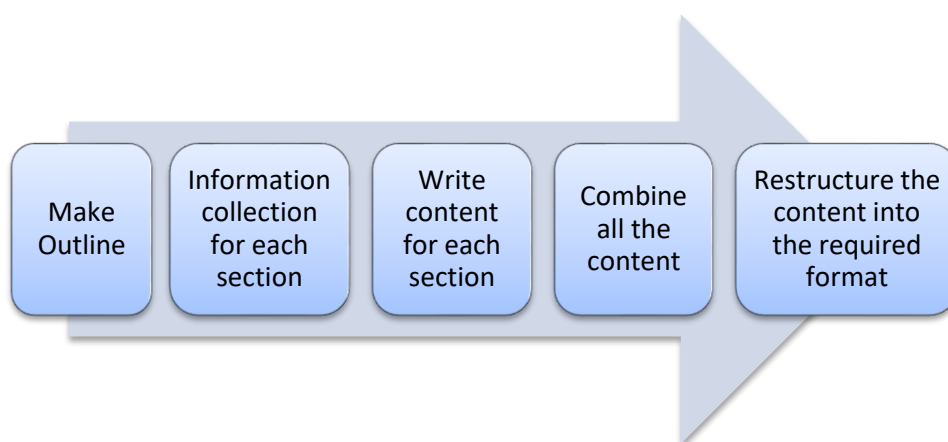 Make
Outline
Information
collection
for each
section
Write
content
for each
section
Combine
all the
content
Restructure the
content into
the required
format